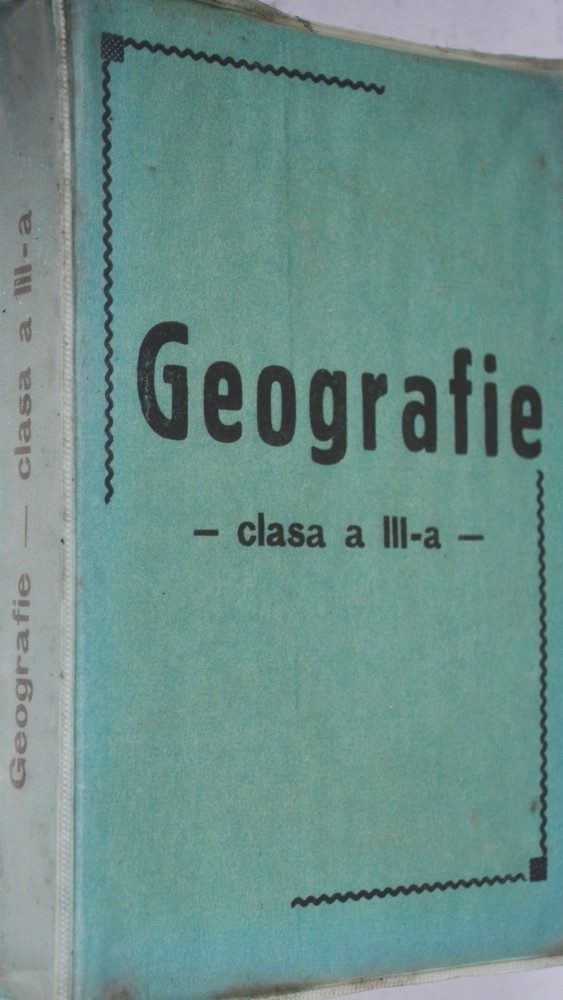 Geografie
– clasa a III-a –
Geografie — clasa a III-a